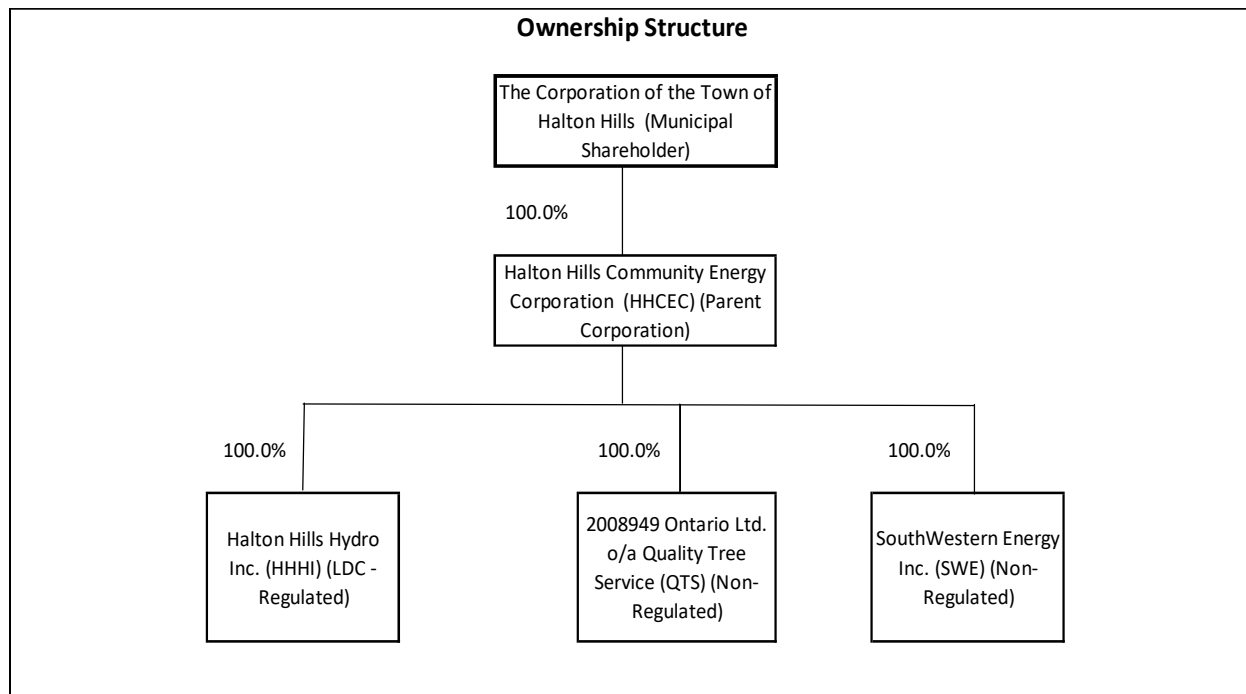 Ownership Structure
The Corporation of the Town of
Halton Hills  (Municipal
Shareholder)
100.0%
Halton Hills Community Energy
Corporation  (HHCEC) (Parent
Corporation)
100.0%
100.0%
100.0%
Halton Hills Hydro
Inc. (HHHI) (LDC -
Regulated)
2008949 Ontario Ltd.
o/a Quality Tree
Service (QTS) (Non-
Regulated)
SouthWestern Energy
Inc. (SWE) (Non-
Regulated)